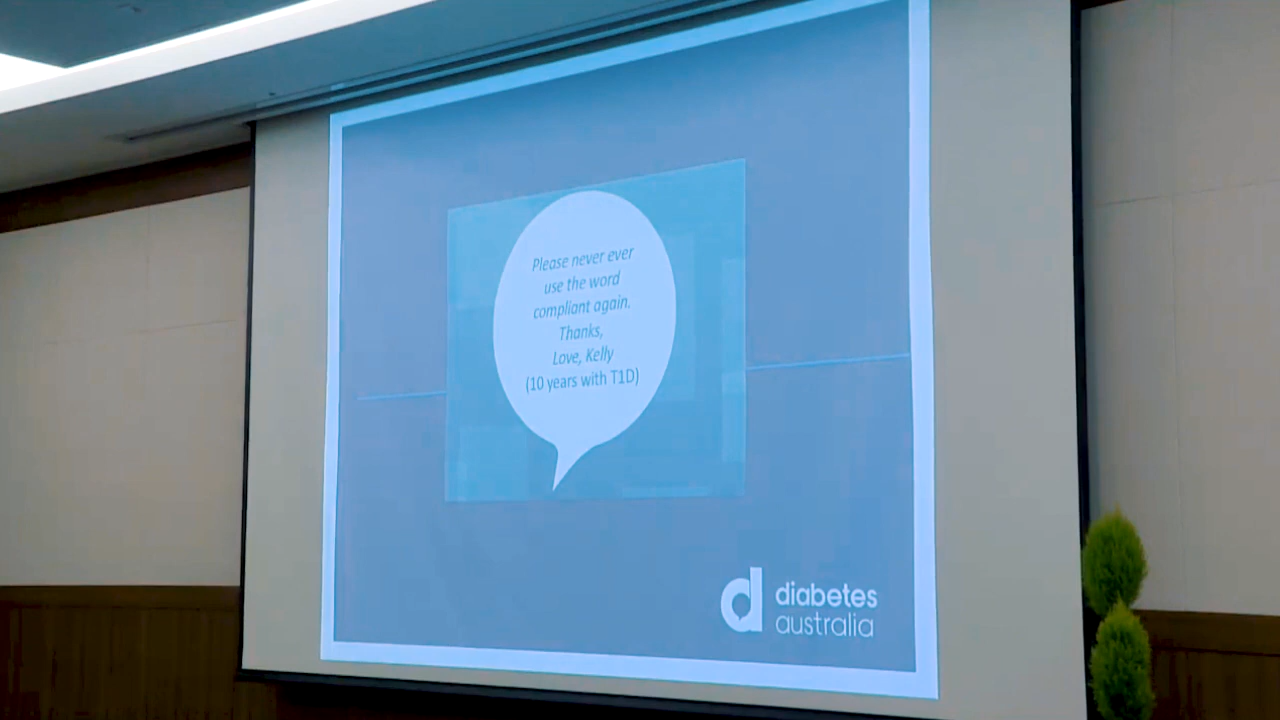 Please never ever
use the word
compliant again.
Thanks,
Love, Kelly
(10 years with T1D)
diabetes
australia